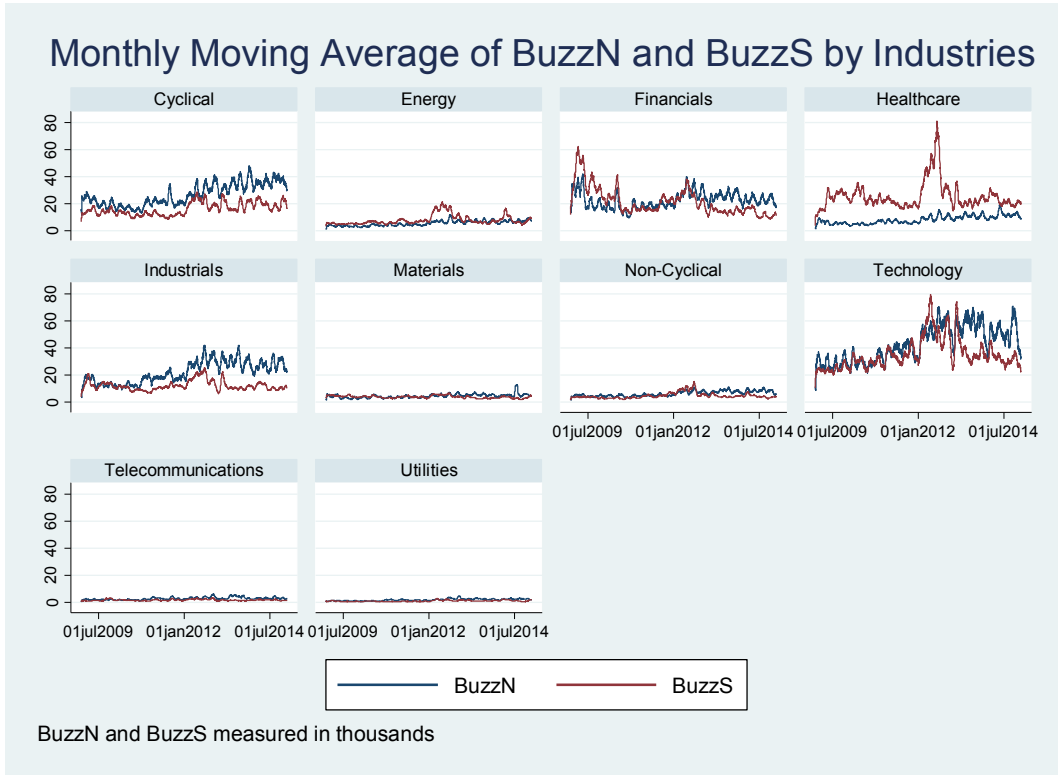 Monthly Moving Average of BuzzN and BuzzS by Industries
Cyclical Energy Financials Healthcare
80
60
40
20
0
Industrials Materials Non-Cyclical Technology
80
60
40
20
0
01jul2009 01jan2012 01jul2014 01jul2009 01jan2012 01jul2014
Telecommunications Utilities
80
60
40
20
0
01jul2009 01jan2012 01jul2014 01jul2009 01jan2012 01jul2014
BuzzN BuzzS
BuzzN and BuzzS measured in thousands